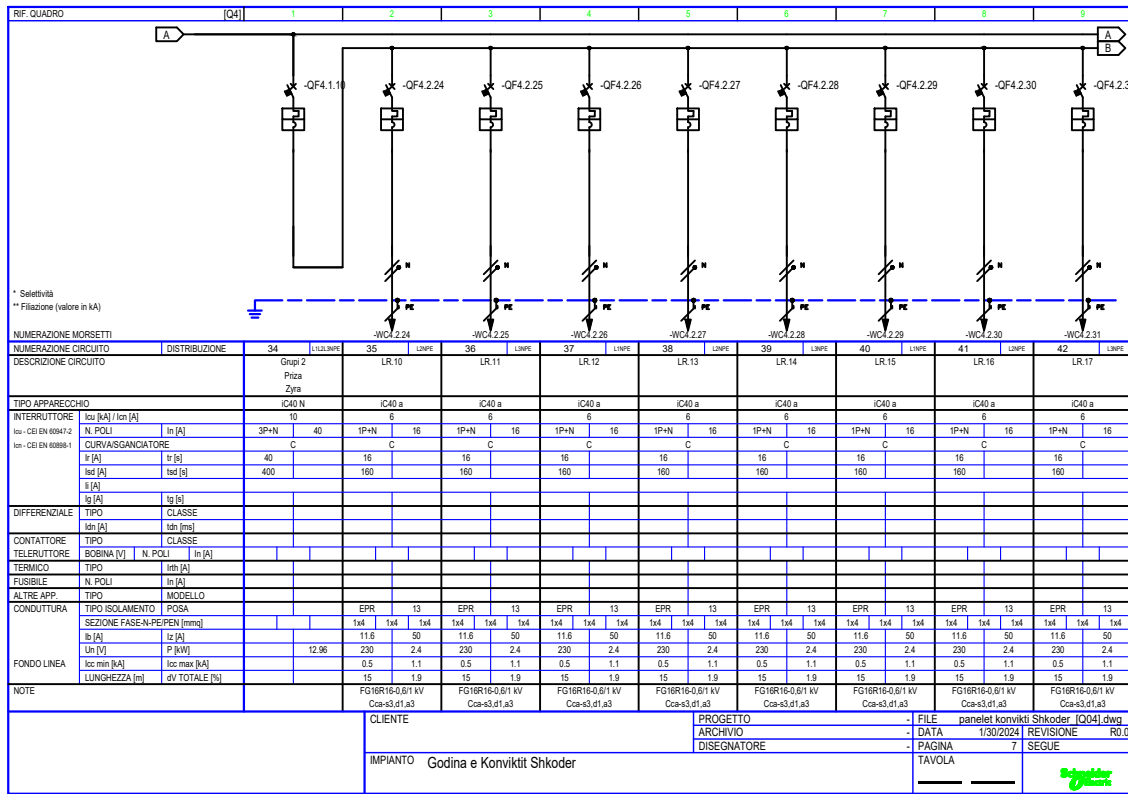 RIF. QUADRO [Q4] 1 2 3 4 5 6 7 8 9
A A
B
-QF4.1.10 -QF4.2.24 -QF4.2.25 -QF4.2.26 -QF4.2.27 -QF4.2.28 -QF4.2.29 -QF4.2.30 -QF4.2.3
N N N N N N N N
* Selettività
** Filiazione (valore in kA)
PE PE PE PE PE PE PE PE
NUMERAZIONE MORSETTI -WC4.2.24 -WC4.2.25 -WC4.2.26 -WC4.2.27 -WC4.2.28 -WC4.2.29 -WC4.2.30 -WC4.2.31
NUMERAZIONE CIRCUITO DISTRIBUZIONE 34 L1L2L3NPE 35 L2NPE 36 L3NPE 37 L1NPE 38 L2NPE 39 L3NPE 40 L1NPE 41 L2NPE 42 L3NPE
DESCRIZIONE CIRCUITO Grupi 2 LR.10 LR.11 LR.12 LR.13 LR.14 LR.15 LR.16 LR.17
Priza
Zyra
TIPO APPARECCHIO iC40 N iC40 a iC40 a iC40 a iC40 a iC40 a iC40 a iC40 a iC40 a
INTERRUTTORE Icu [kA] / Icn [A] 10 6 6 6 6 6 6 6 6
Icu - CEI EN 60947-2 N. POLI In [A] 3P+N 40 1P+N 16 1P+N 16 1P+N 16 1P+N 16 1P+N 16 1P+N 16 1P+N 16 1P+N 16
Icn - CEI EN 60898-1 CURVA/SGANCIATORE C C C C C C C C C
Ir [A] tr [s] 40 16 16 16 16 16 16 16 16
Isd [A] tsd [s] 400 160 160 160 160 160 160 160 160
Ii [A]
Ig [A] tg [s]
DIFFERENZIALE TIPO CLASSE
Idn [A] tdn [ms]
CONTATTORE TIPO CLASSE
TELERUTTORE BOBINA [V] N. POLI In [A]
TERMICO TIPO Irth [A]
FUSIBILE N. POLI In [A]
ALTRE APP. TIPO MODELLO
CONDUTTURA TIPO ISOLAMENTO POSA EPR 13 EPR 13 EPR 13 EPR 13 EPR 13 EPR 13 EPR 13 EPR 13
SEZIONE FASE-N-PE/PEN [mmq] 1x4 1x4 1x4 1x4 1x4 1x4 1x4 1x4 1x4 1x4 1x4 1x4 1x4 1x4 1x4 1x4 1x4 1x4 1x4 1x4 1x4 1x4 1x4 1x4
Ib [A] Iz [A] 11.6 50 11.6 50 11.6 50 11.6 50 11.6 50 11.6 50 11.6 50 11.6 50
Un [V] P [kW] 12.96 230 2.4 230 2.4 230 2.4 230 2.4 230 2.4 230 2.4 230 2.4 230 2.4
FONDO LINEA Icc min [kA] Icc max [kA] 0.5 1.1 0.5 1.1 0.5 1.1 0.5 1.1 0.5 1.1 0.5 1.1 0.5 1.1 0.5 1.1
LUNGHEZZA [m] dV TOTALE [%] 15 1.9 15 1.9 15 1.9 15 1.9 15 1.9 15 1.9 15 1.9 15 1.9
NOTE FG16R16-0,6/1 kV FG16R16-0,6/1 kV FG16R16-0,6/1 kV FG16R16-0,6/1 kV FG16R16-0,6/1 kV FG16R16-0,6/1 kV FG16R16-0,6/1 kV FG16R16-0,6/1 kV
Cca-s3,d1,a3 Cca-s3,d1,a3 Cca-s3,d1,a3 Cca-s3,d1,a3 Cca-s3,d1,a3 Cca-s3,d1,a3 Cca-s3,d1,a3 Cca-s3,d1,a3
CLIENTE PROGETTO - FILE panelet konvikti Shkoder [Q04].dwg
ARCHIVIO - DATA 1/30/2024 REVISIONE R0.0
DISEGNATORE - PAGINA 7 SEGUE
IMPIANTO Godina e Konviktit Shkoder TAVOLA
Schneider
Electric